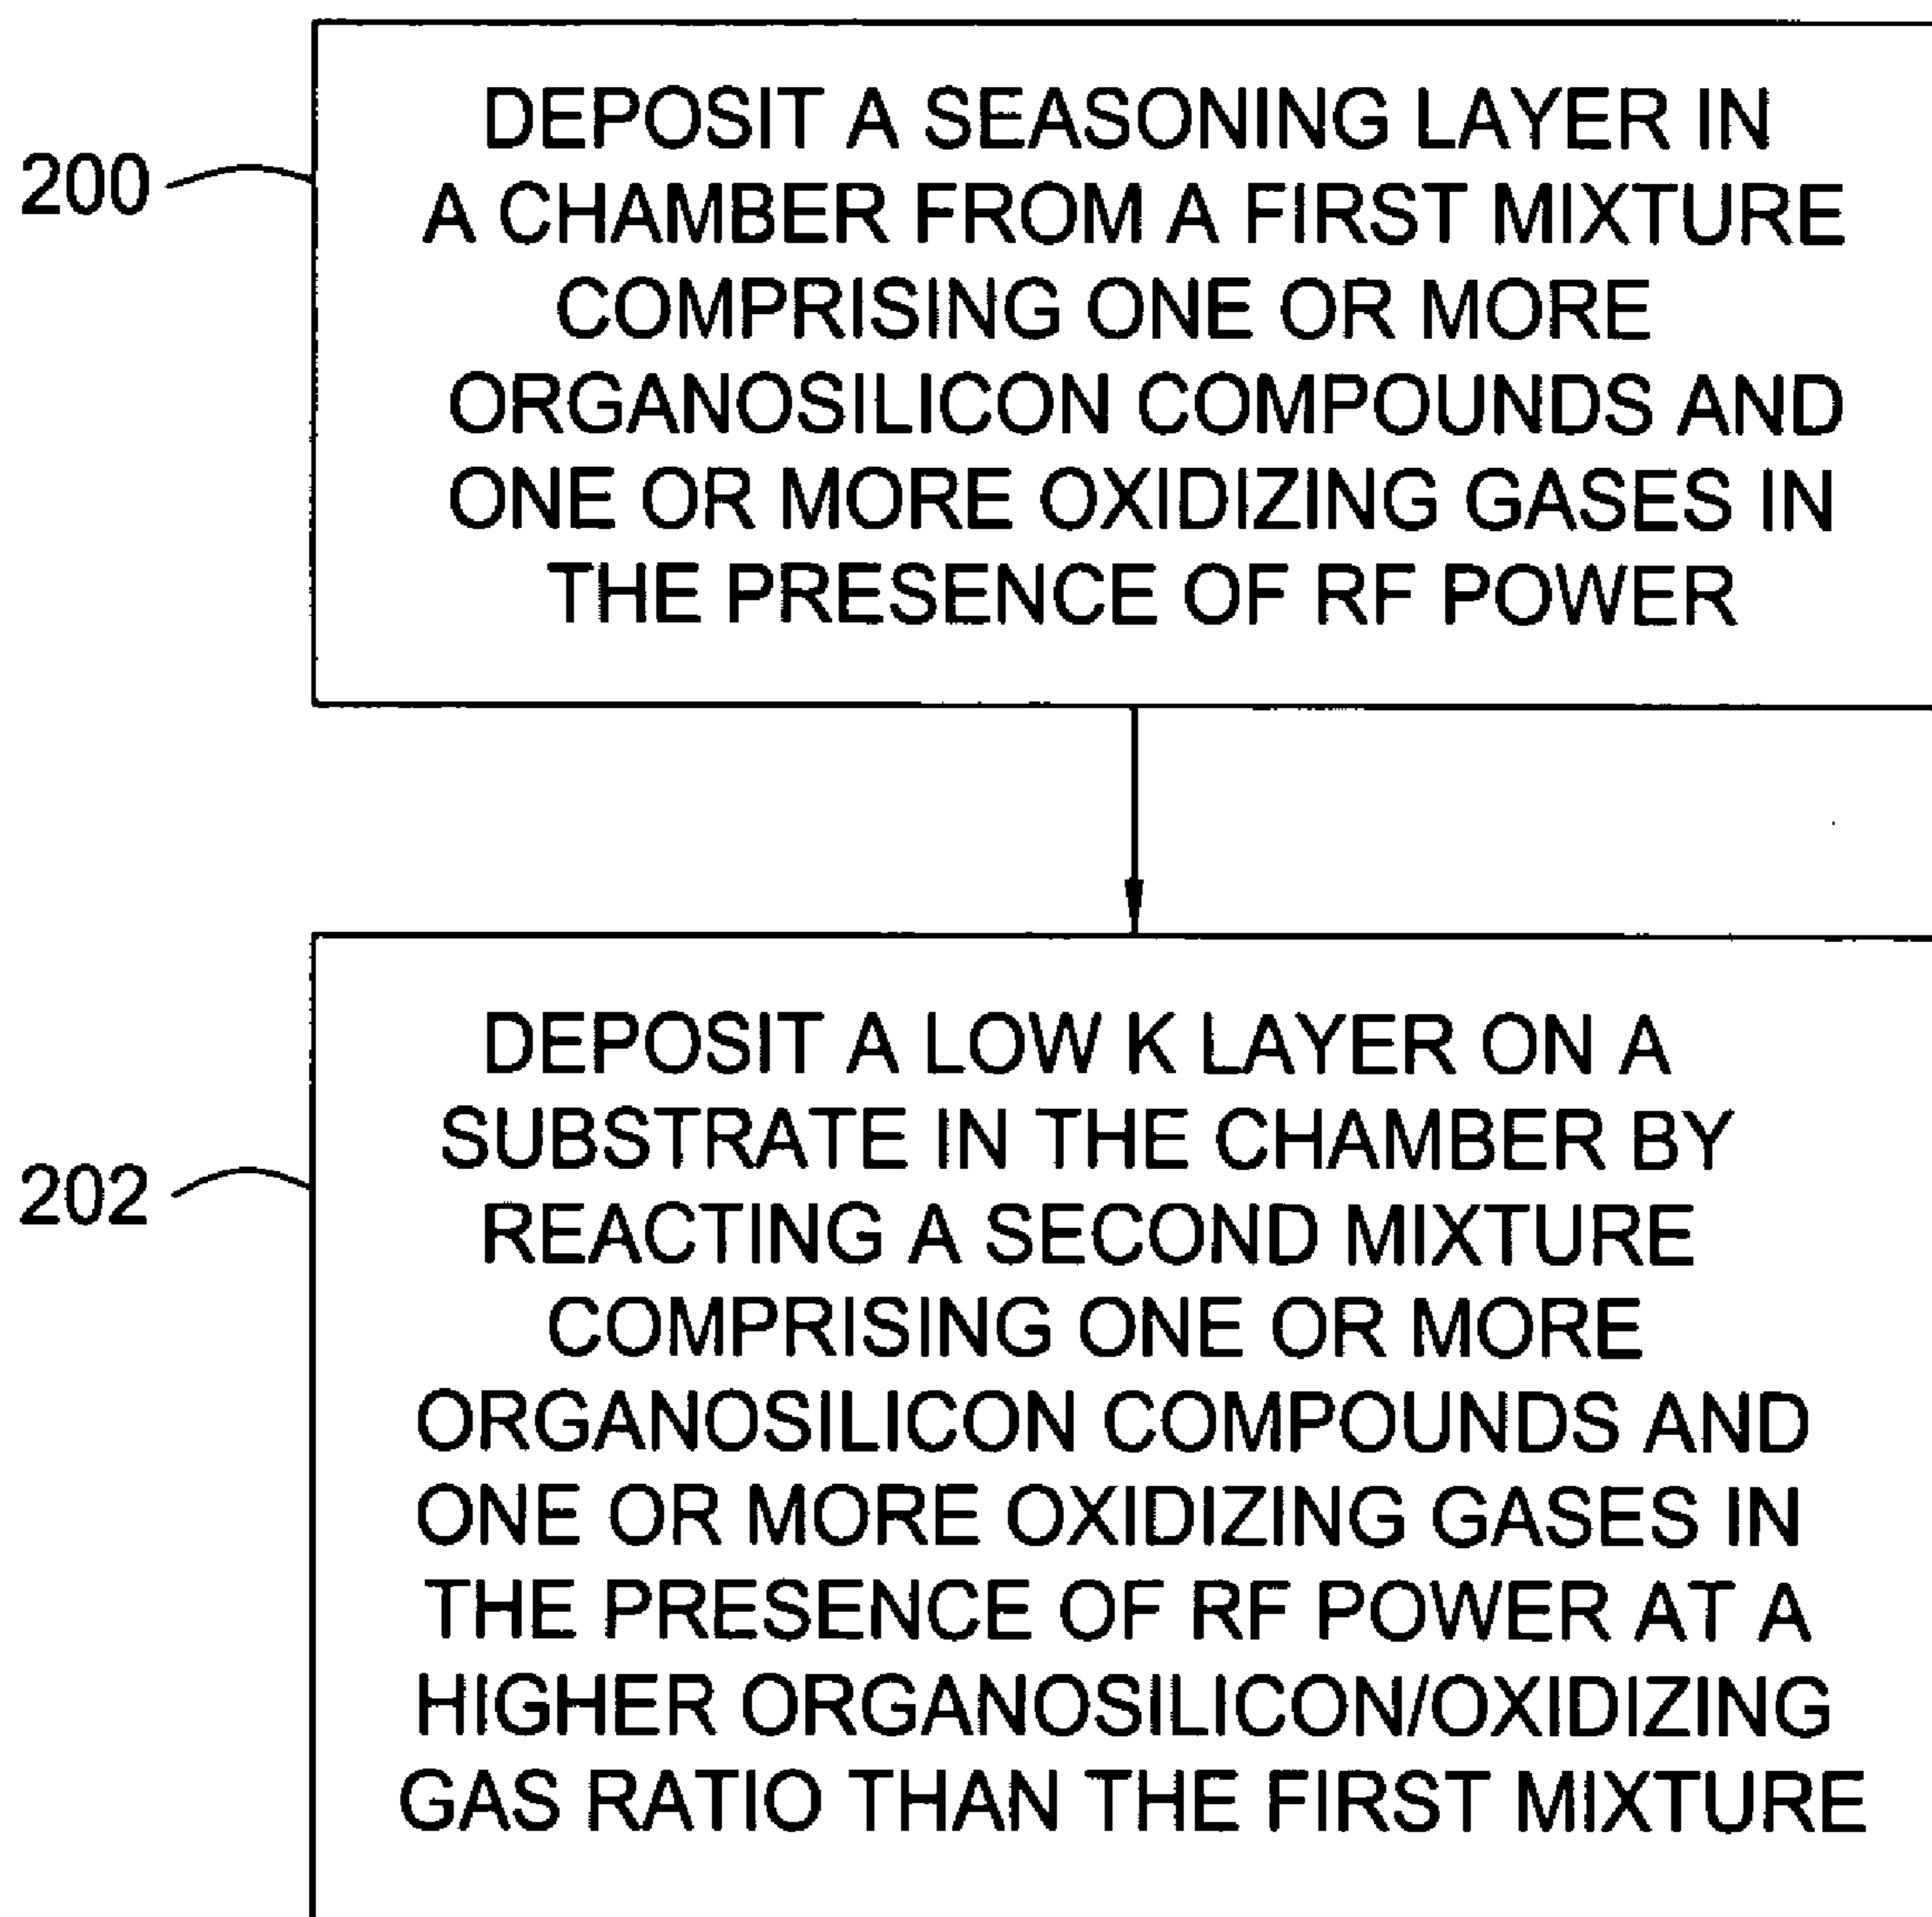 200
DEPOSIT A SEASONING LAYER IN
A CHAMBER FROM A FIRST MIXTURE
COMPRISING ONE OR MORE
ORGANOSILICON COMPOUNDS AND
ONE OR MORE OXIDIZING GASES IN
THE PRESENCE OF RF POWER
202
DEPOSIT A LOW K LAYER ON A
SUBSTRATE IN THE CHAMBER BY
REACTING A SECOND MIXTURE
COMPRISING ONE OR MORE
ORGANOSILICON COMPOUNDS AND
ONE OR MORE OXIDIZING GASES IN
THE PRESENCE OF RF POWER AT A
HIGHER ORGANOSILICON/OXIDIZING
GAS RATIO THAN THE FIRST MIXTURE